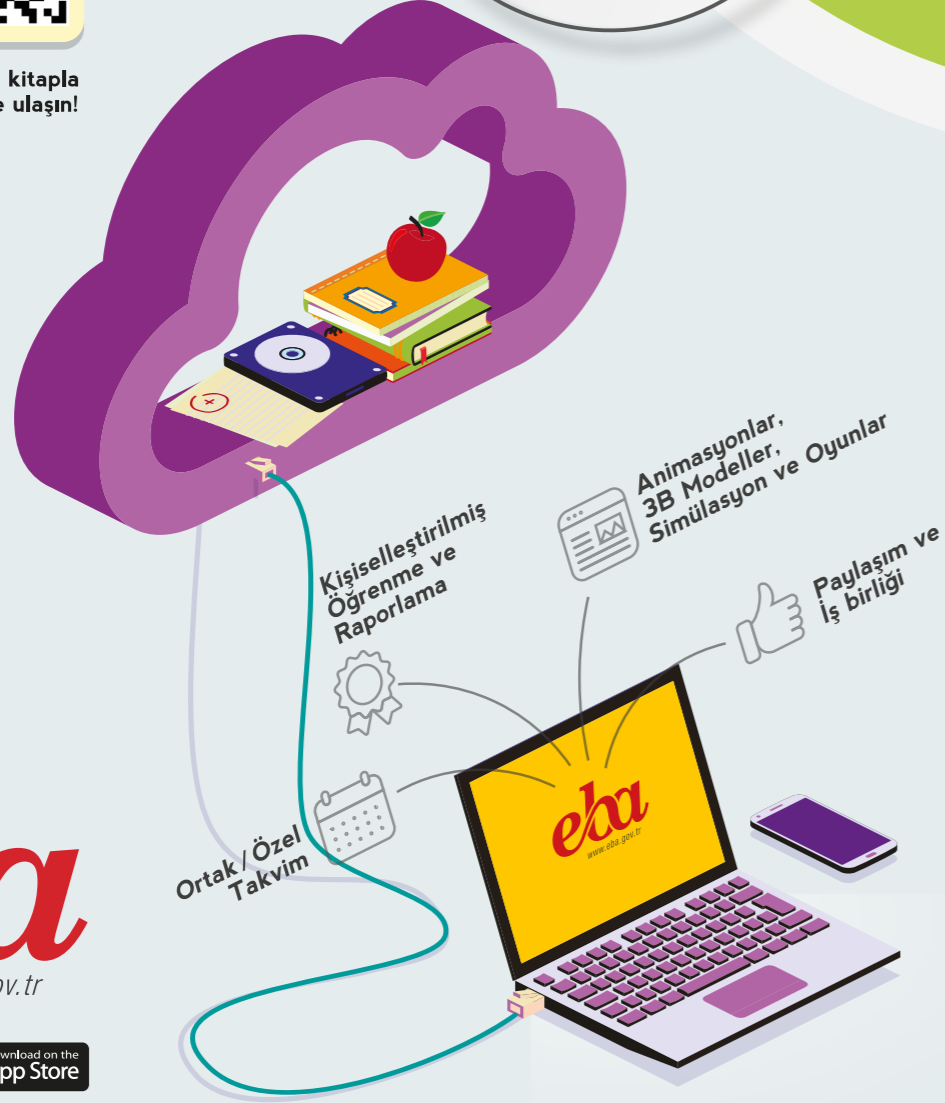 kitapla
ulaşın!
Animasyonlar,
3B Modeller,
Simülasyon ve Oyunlar
Kişiselleştirilmiş
Öğrenme ve
Raporlama
Paylaşım ve
İş birliği
Ortak / Özel
Takvim
eba
www.eba.gov.tr
a
ov.tr
wnload on the
pp Store